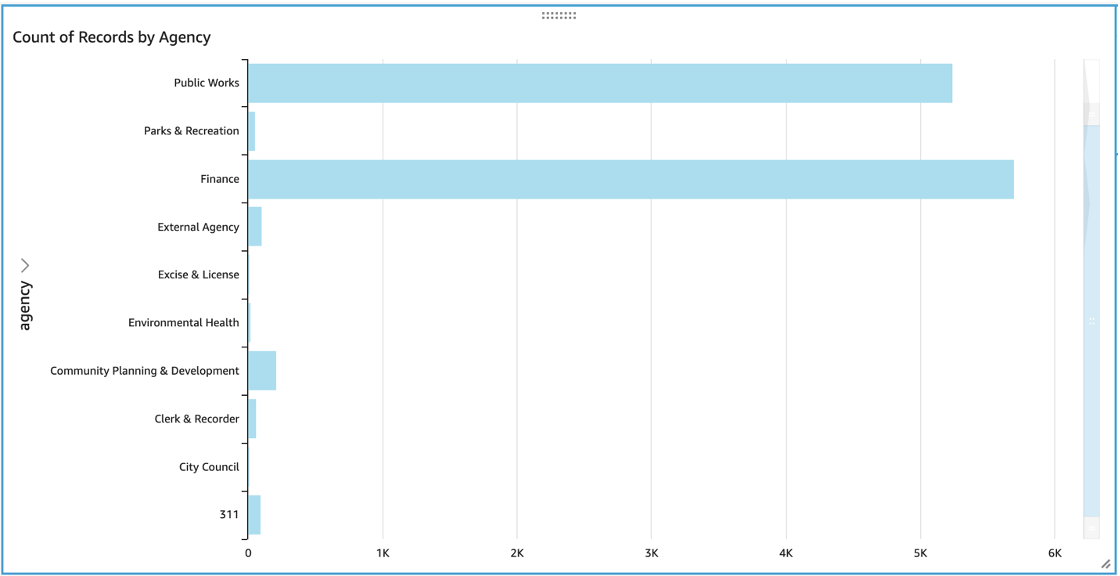 Count of Records by Agency
Public Works
Parks & Recreation
Finance
External Agency
Excise & License
Environmental Health
Community Planning & Development
Clerk & Recorder
City Council
311
agency
0 1K 2K 3K 4K 5K 6K